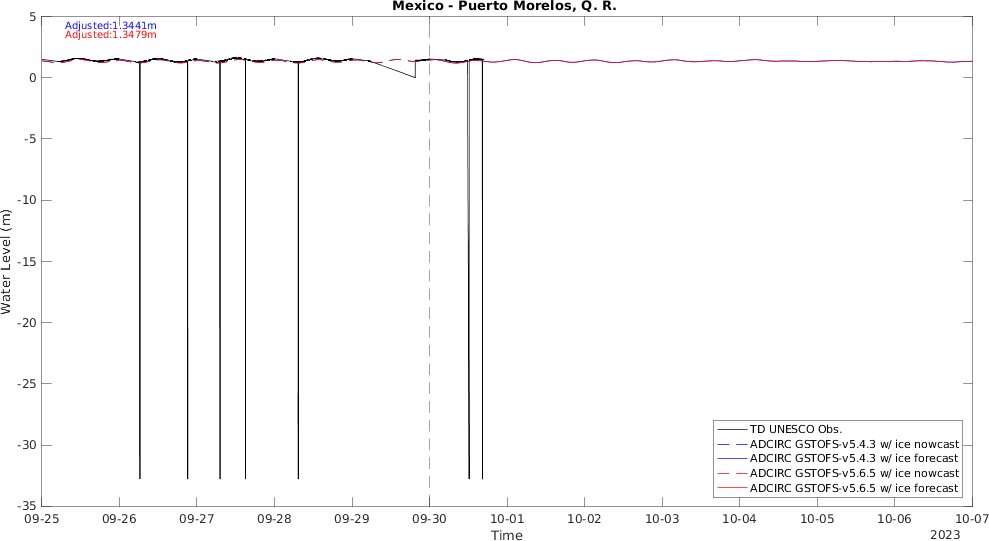 Mexico - Puerto Morelos, Q. R.
Adjusted:1.3441m
Adjusted:1.3479m
5
0
-5
-10
-15
-20
-25
-30
-35
Water Level (m)
09-25 09-26 09-27 09-28 09-29 09-30 10-01 10-02 10-03 10-04 10-05 10-06 10-07
Time
2023
TD UNESCO Obs.
ADCIRC GSTOFS-v5.4.3 w/ ice nowcast
ADCIRC GSTOFS-v5.4.3 w/ ice forecast
ADCIRC GSTOFS-v5.6.5 w/ ice nowcast
ADCIRC GSTOFS-v5.6.5 w/ ice forecast